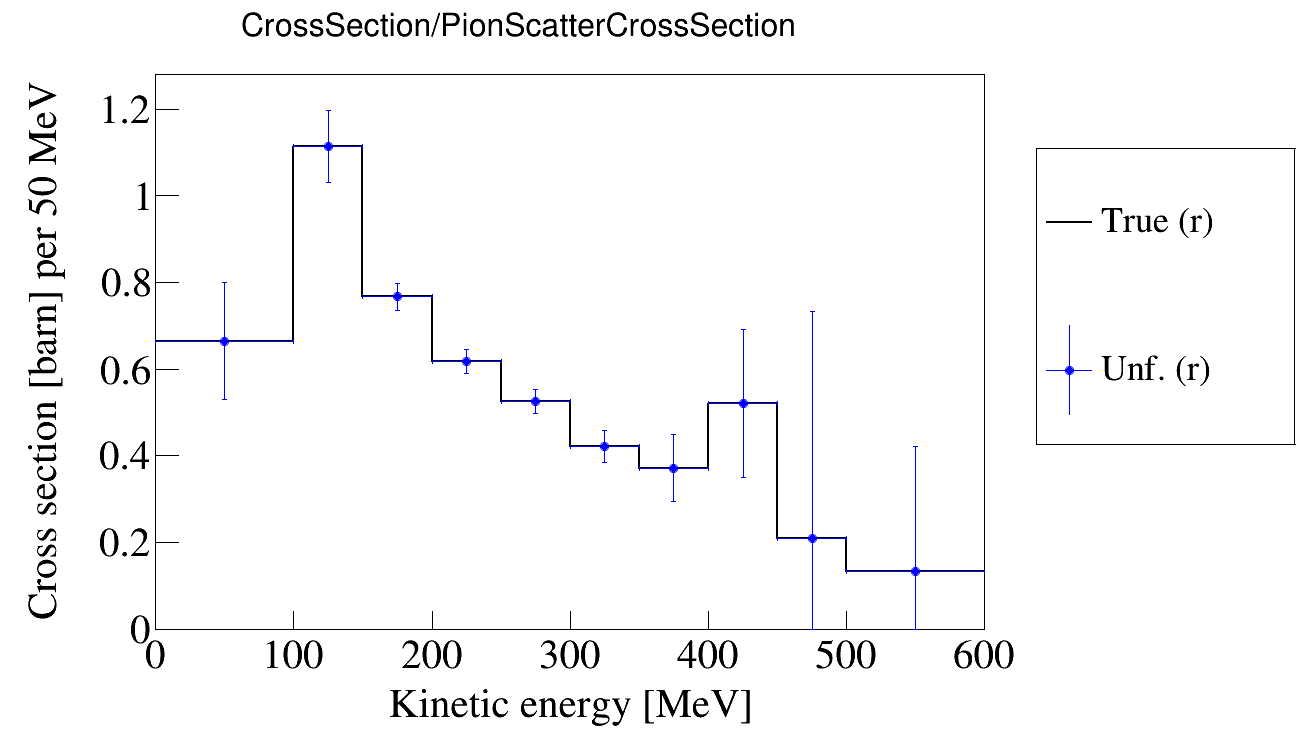 CrossSection/PionScatterCrossSection
Cross section [barn] per 50 MeV
1.2
1
0.8
0.6
0.4
0.2
0
0 100 200 300 400 500 600
Kinetic energy [MeV]
True (r)
Unf. (r)